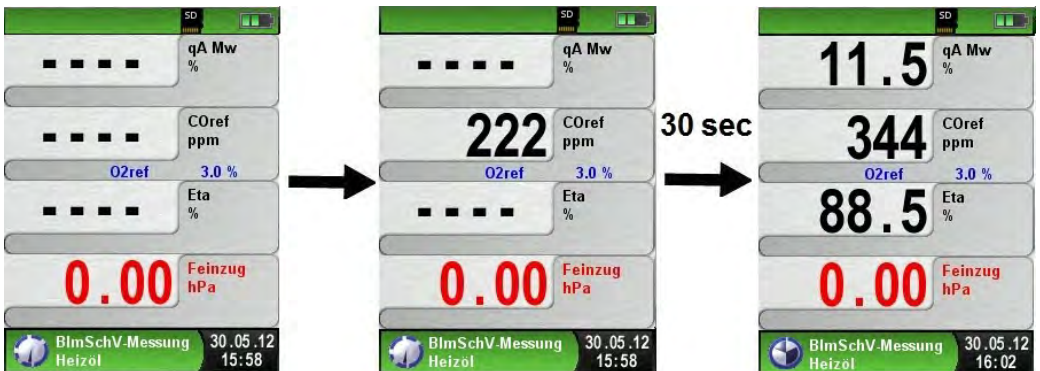 SD
- - - -
qA Mw
%
- - - -
COref
ppm
O2ref 3.0 %
- - - -
Eta
%
0.00
Feinzug
hPa
BImSchV-Messung
Heizöl
30.05.12
15:58
SD
- - - -
qA Mw
%
222
COref
ppm
O2ref 3.0 %
- - - -
Eta
%
0.00
Feinzug
hPa
BImSchV-Messung
Heizöl
30.05.12
15:58
30 sec
SD
11.5
qA Mw
%
344
COref
ppm
O2ref 3.0 %
88.5
Eta
%
0.00
Feinzug
hPa
BImSchV-Messung
Heizöl
30.05.12
16:02